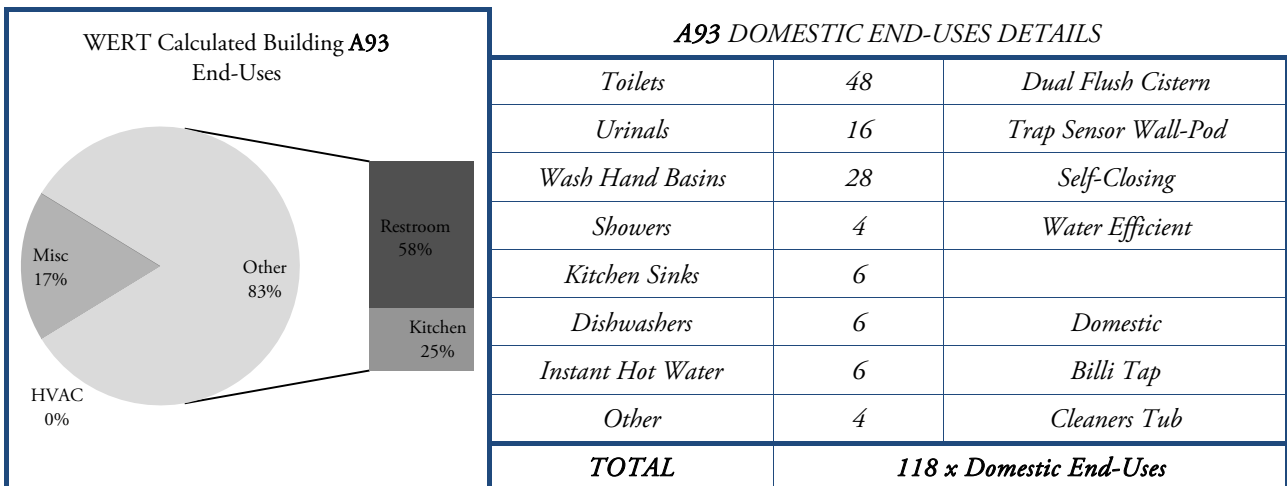 WERT Calculated Building A93
End-Uses
Misc
17%
Other
83%
HVAC
0%
Restroom
58%
Kitchen
25%
A93 DOMESTIC END-USES DETAILS
Toilets 48 Dual Flush Cistern
Urinals 16 Trap Sensor Wall-Pod
Wash Hand Basins 28 Self-Closing
Showers 4 Water Efficient
Kitchen Sinks 6
Dishwashers 6 Domestic
Instant Hot Water 6 Billi Tap
Other 4 Cleaners Tub
TOTAL 118 x Domestic End-Uses